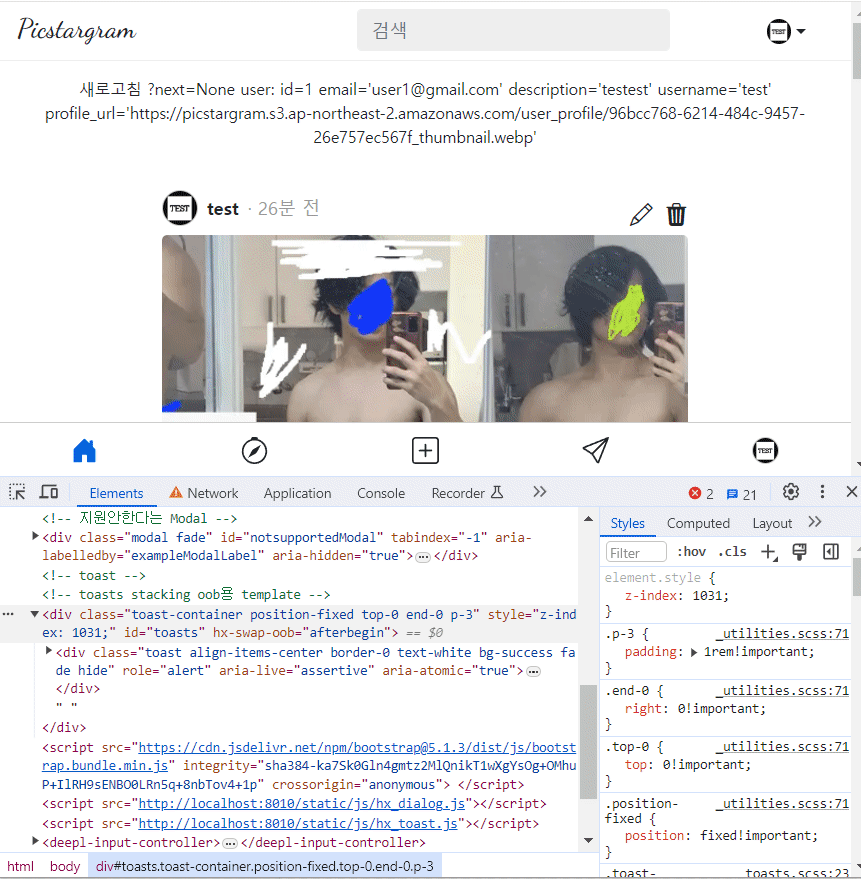 Picstargram
검색
TEST
새로고침 ?next=None user: id=1 email='user1@gmail.com' description='testest' username='test'
profile_url='https://picstargram.s3.ap-northeast-2.amazonaws.com/user_profile/96bcc768-6214-484c-9457-
26e757ec567f_thumbnail.webp'
TEST
test · 26분 전
TEST
Elements
Network
Application
Console
Recorder
2
21
<!-- 지원안한다는 Modal -->
<div class="modal fade" id="notsupportedModal" tabindex="-1" aria-
labelledby="exampleModalLabel" aria-hidden="true"> … </div>
<!-- toast -->
<!-- toasts stacking oob용 template -->
<div class="toast-container position-fixed top-0 end-0 p-3" style="z-ind
ex: 1031;" id="toasts" hx-swap-oob="afterbegin"> == $0
<div class="toast align-items-center border-0 text-white bg-success fa
de hide" role="alert" aria-live="assertive" aria-atomic="true"> …
</div>
" "
</div>
<script src="https://cdn.jsdelivr.net/npm/bootstrap@5.1.3/dist/js/bootst
rap.bundle.min.js" integrity="sha384-ka7Sk0Gln4gmtz2MlQnikT1wXgYsOg+OMhu
P+IlRH9sENBO0LRn5q+8nbTov4+1p" crossorigin="anonymous"> </script>
<script src="http://localhost:8010/static/js/hx_dialog.js"></script>
<script src="http://localhost:8010/static/js/hx_toast.js"></script>
<deepl-input-controller> … </deepl-input-controller>
html body div#toasts.toast-container.position-fixed.top-0.end-0.p-3
Styles Computed Layout
Filter :hov .cls
element.style {
z-index: 1031;
}
.p-3 { _utilities.scss:71
padding: 1rem!important;
}
.end-0 { _utilities.scss:71
right: 0!important;
}
.top-0 { _utilities.scss:71
top: 0!important;
}
.position- _utilities.scss:71
fixed {
position: fixed!important;
}
.toast- toasts.scss:23